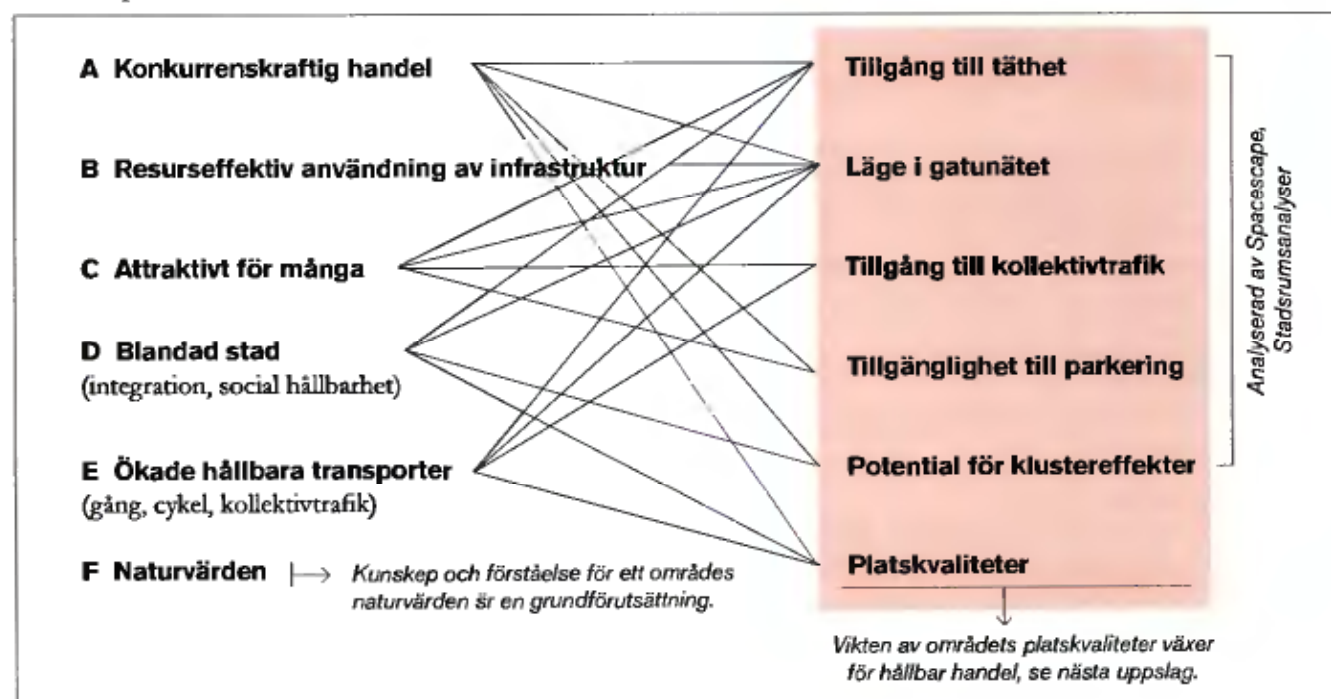 A Konkurrenskraftig handel
B Resurseffektiv användning av infrastruktur
C Attraktivt för många
D Blandad stad
(integration, social hållbarhet)
E Ökade hållbara transporter
(gång, cykel, kollektivtrafik)
F Naturvärden
Kunskep och förståelse för ett områdes
naturvärden är en grundförutsättning.
Tillgång till täthet
Läge i gatunätet
Tillgång till kollektivtrafik
Tillgänglighet till parkering
Potential för klustereffekter
Platskvaliteter
Vikten av områdets platskvaliteter växer
för hållbar handel, se nästa uppslag.
Analyserad av Spacescape,
Stadsrumsanalyser